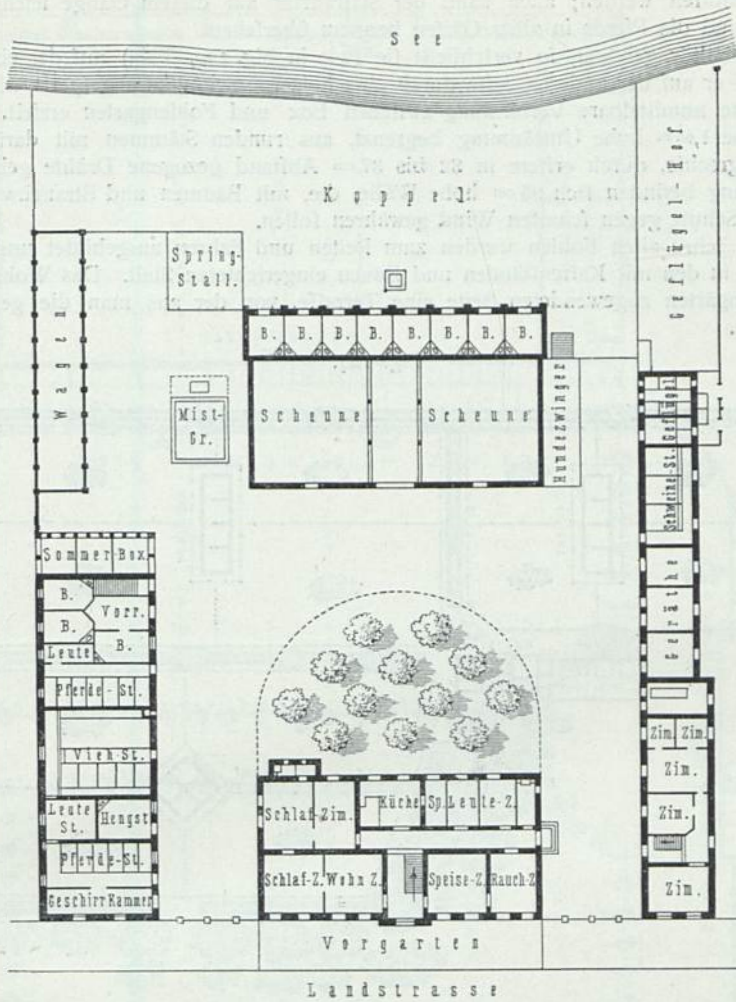 See
Koppel
Geflügel-Hof
Spring-
Stall.
Wagen
B. B. B. B. B. B. B. B.
Mist-
Gr.
Scheune Scheune
Hundezwinger
Geflügel
Schweine-St.
Sommer-Box.
B. Vorr.
B. B.
Leute
Geräthe
Pferde-St.
Vieh-St.
Zim. Zim.
Zim.
Leute
St.
Hengst
Zim.
Schlaf-Zim. Küche Sp. Leute-Z.
Pferde-St.
Schlaf-Z. Wohn Z. Speise-Z. Rauch-Z.
Geschirr Kammer
Zim.
Vorgarten
Landstrasse